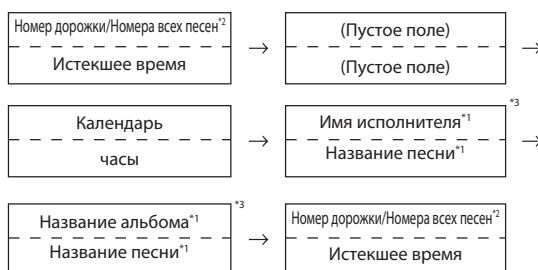 Номер дорожки/Номера всех песен*2
Истекшее время
(Пустое поле)
(Пустое поле)
Календарь
часы
Имя исполнителя*1
Название песни*1
*3
Название альбома*1
Название песни*1
*3
Номер дорожки/Номера всех песен*2
Истекшее время